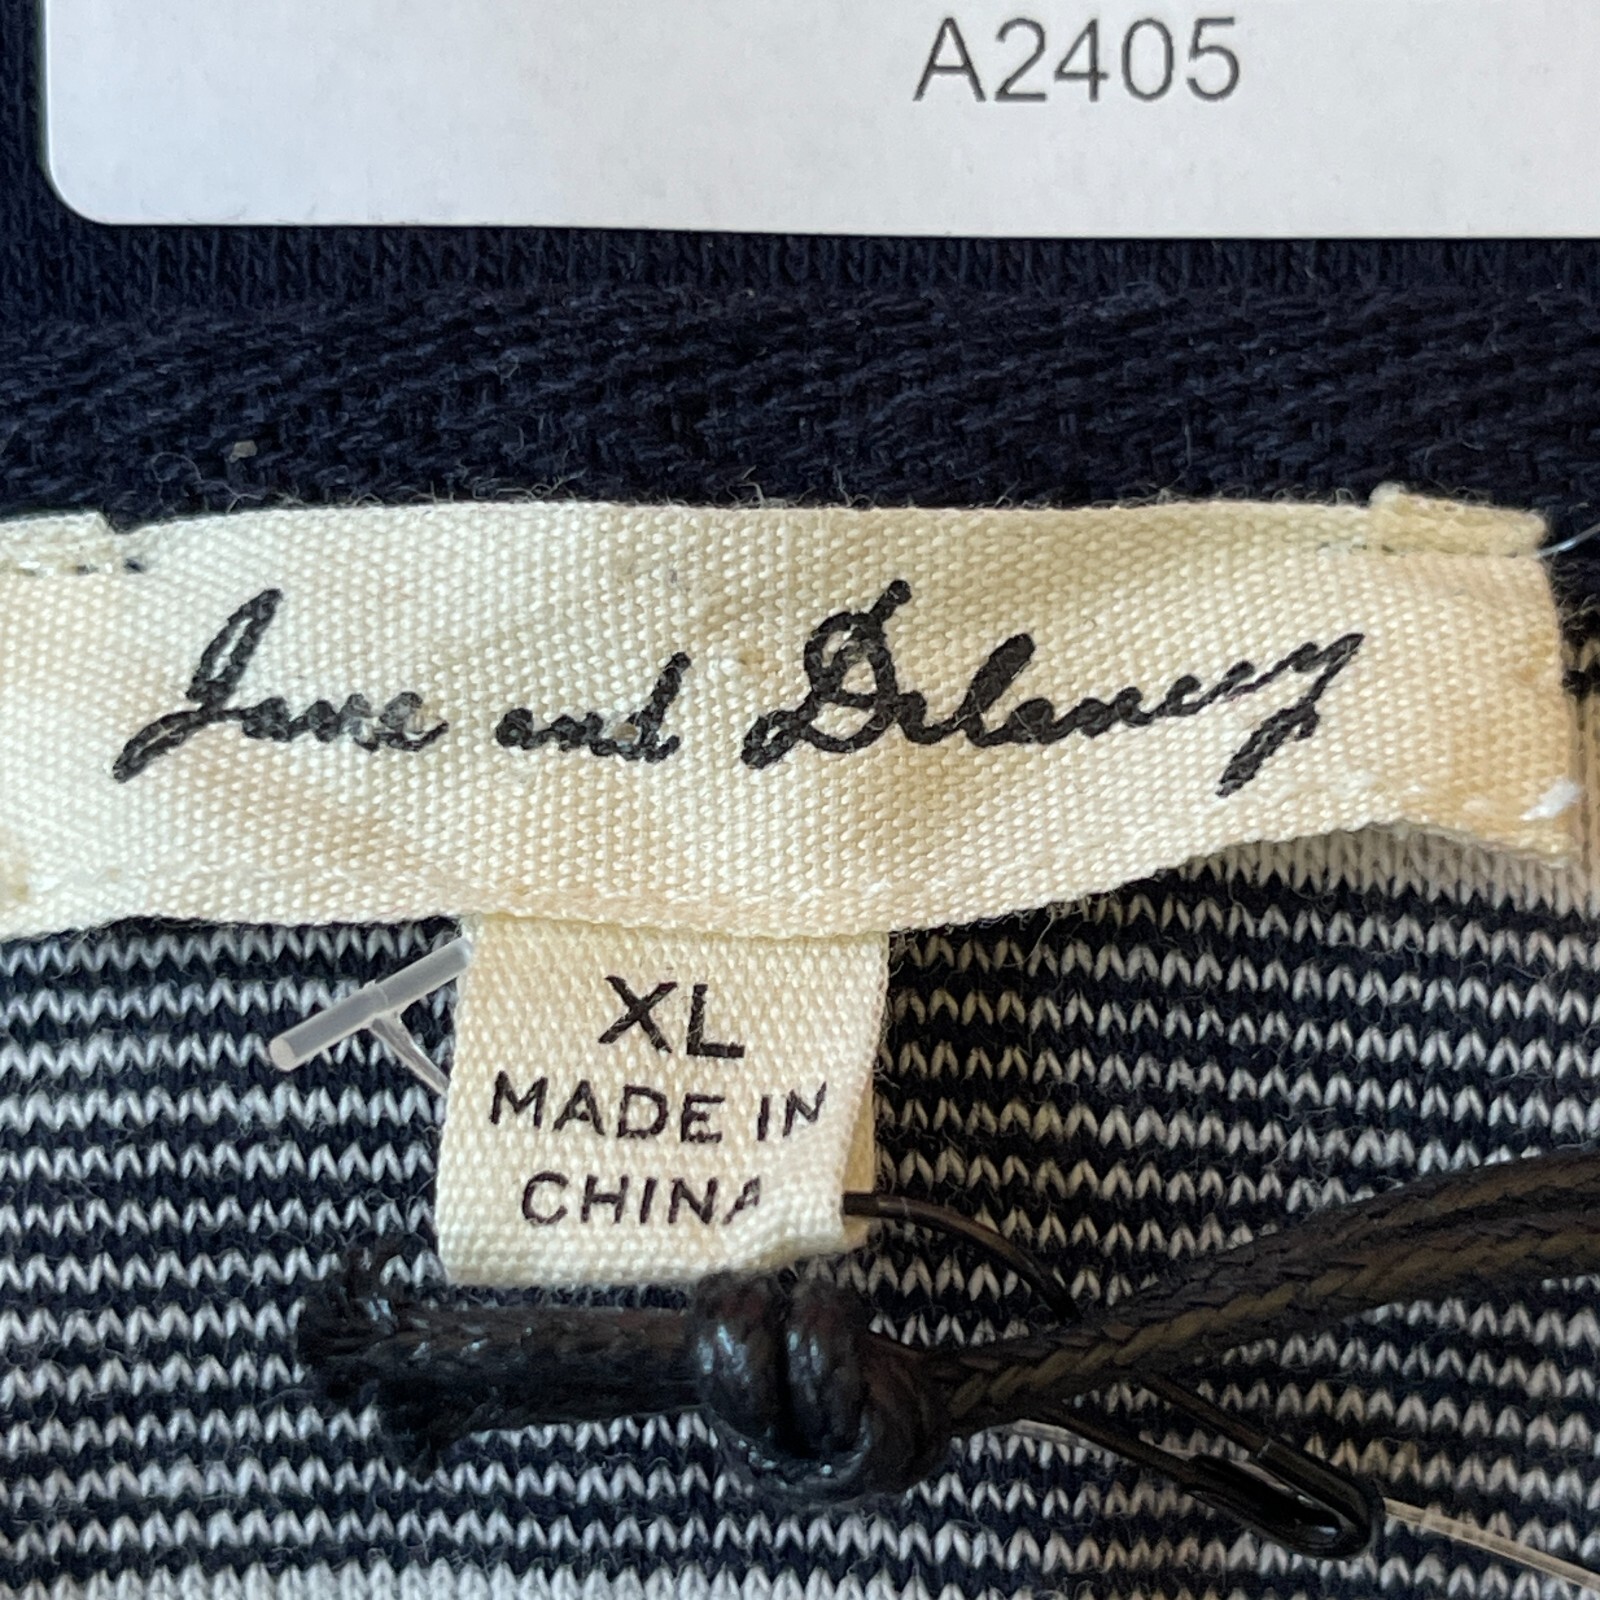 A2405
Jane and Delancey
XL
MADE IN
CHINA